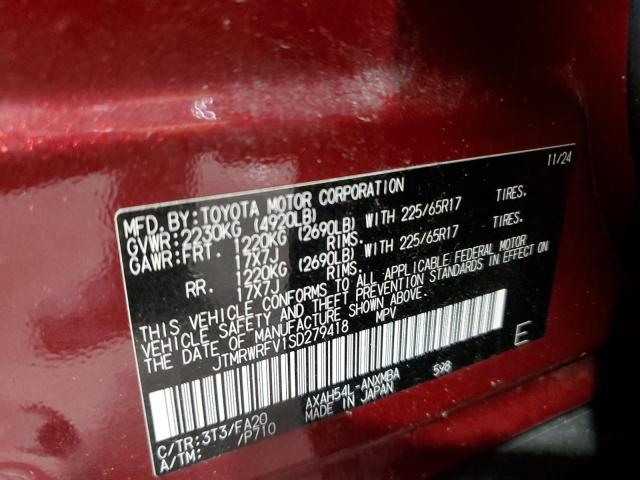 11/24
MFD.BY:TOYOTA MOTOR CORPORATION
GVWR:2230KG (4920LB)
GAWR:FRT. 1220KG (2690LB) WITH 225/65R17 TIRES.
17X7J RIMS.
RR. 1220KG (2690LB) WITH 225/65R17 TIRES.
17X7J RIMS.
THIS VEHICLE CONFORMS TO ALL APPLICABLE FEDERAL MOTOR
VEHICLE SAFETY AND THEFT PREVENTION STANDARDS IN EFFECT ON
THE DATE OF MANUFACTURE SHOWN ABOVE.
JTMRWRFV1SD279418 MPV
E
C/TR:3T3/FA20 AXAH54L-ANXMBA 598
A/TM: /P710 MADE IN JAPAN